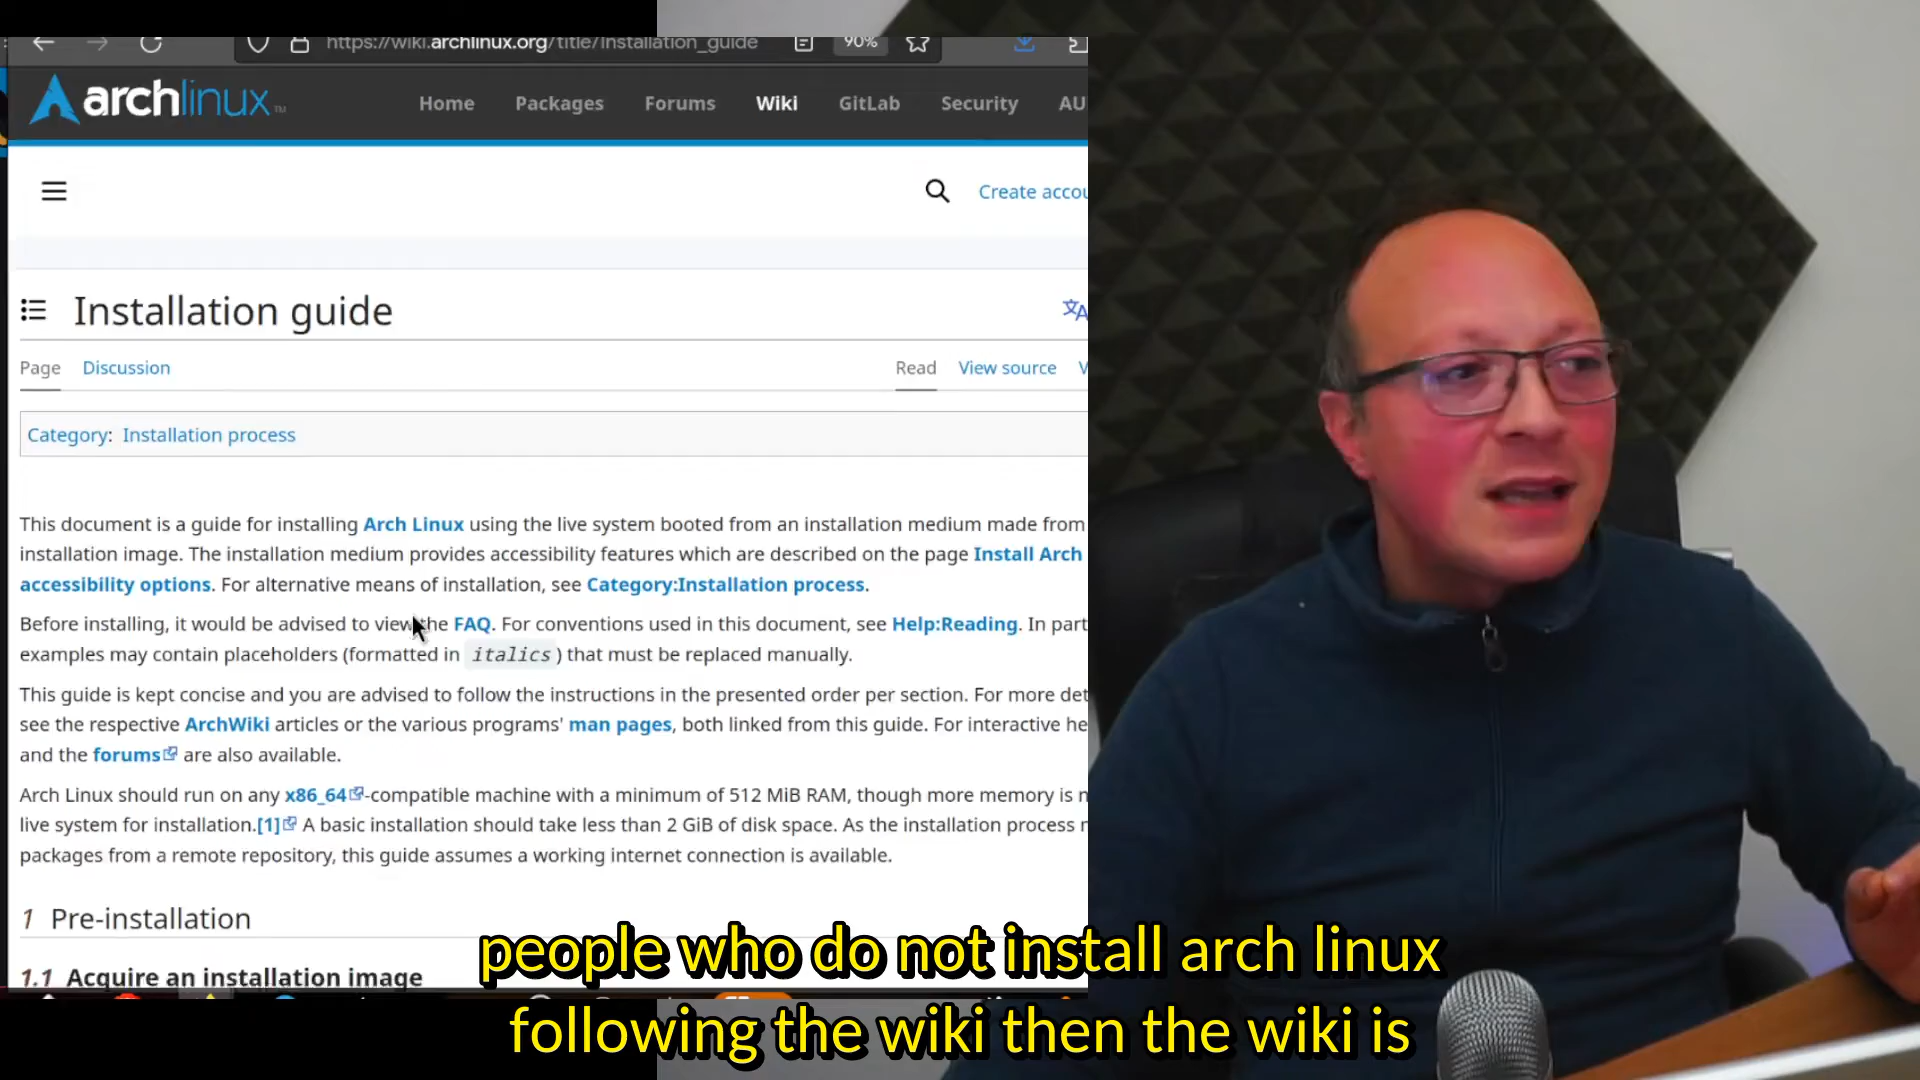 https://wiki.archlinux.org/title/Installation_guide
90%
archlinux
TM
Home Packages Forums Wiki GitLab Security AU
Create accou
Installation guide
Page Discussion Read View source V
Category: Installation process
This document is a guide for installing Arch Linux using the live system booted from an installation medium made from
installation image. The installation medium provides accessibility features which are described on the page Install Arch
accessibility options. For alternative means of installation, see Category:Installation process.
Before installing, it would be advised to view the FAQ. For conventions used in this document, see Help:Reading. In part
examples may contain placeholders (formatted in italics) that must be replaced manually.
This guide is kept concise and you are advised to follow the instructions in the presented order per section. For more det
see the respective ArchWiki articles or the various programs' man pages, both linked from this guide. For interactive he
and the forums are also available.
Arch Linux should run on any x86_64-compatible machine with a minimum of 512 MiB RAM, though more memory is n
live system for installation.[1] A basic installation should take less than 2 GiB of disk space. As the installation process
packages from a remote repository, this guide assumes a working internet connection is available.
1 Pre-installation
1.1 Acquire an installation image
people who do not install arch linux
following the wiki then the wiki is